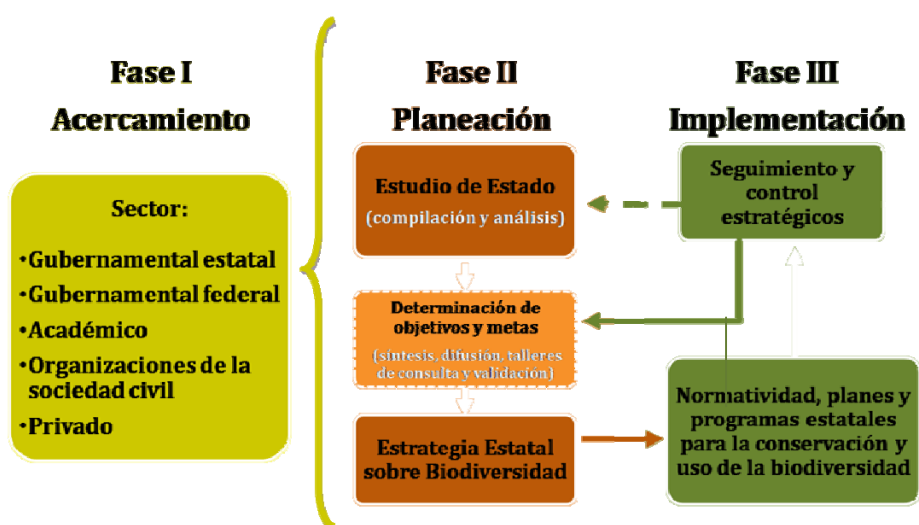 Fase I
Acercamiento
Sector:
•Gubernamental estatal
•Gubernamental federal
•Académico
•Organizaciones de la
sociedad civil
•Privado
Fase II
Planeación
Estudio de Estado
(compilación y análisis)
Determinación de
objetivos y metas
(síntesis, difusión, talleres
de consulta y validación)
Estrategia Estatal
sobre Biodiversidad
Fase III
Implementación
Seguimiento y
control
estratégicos
Normatividad, planes y
programas estatales
para la conservación y
uso de la biodiversidad